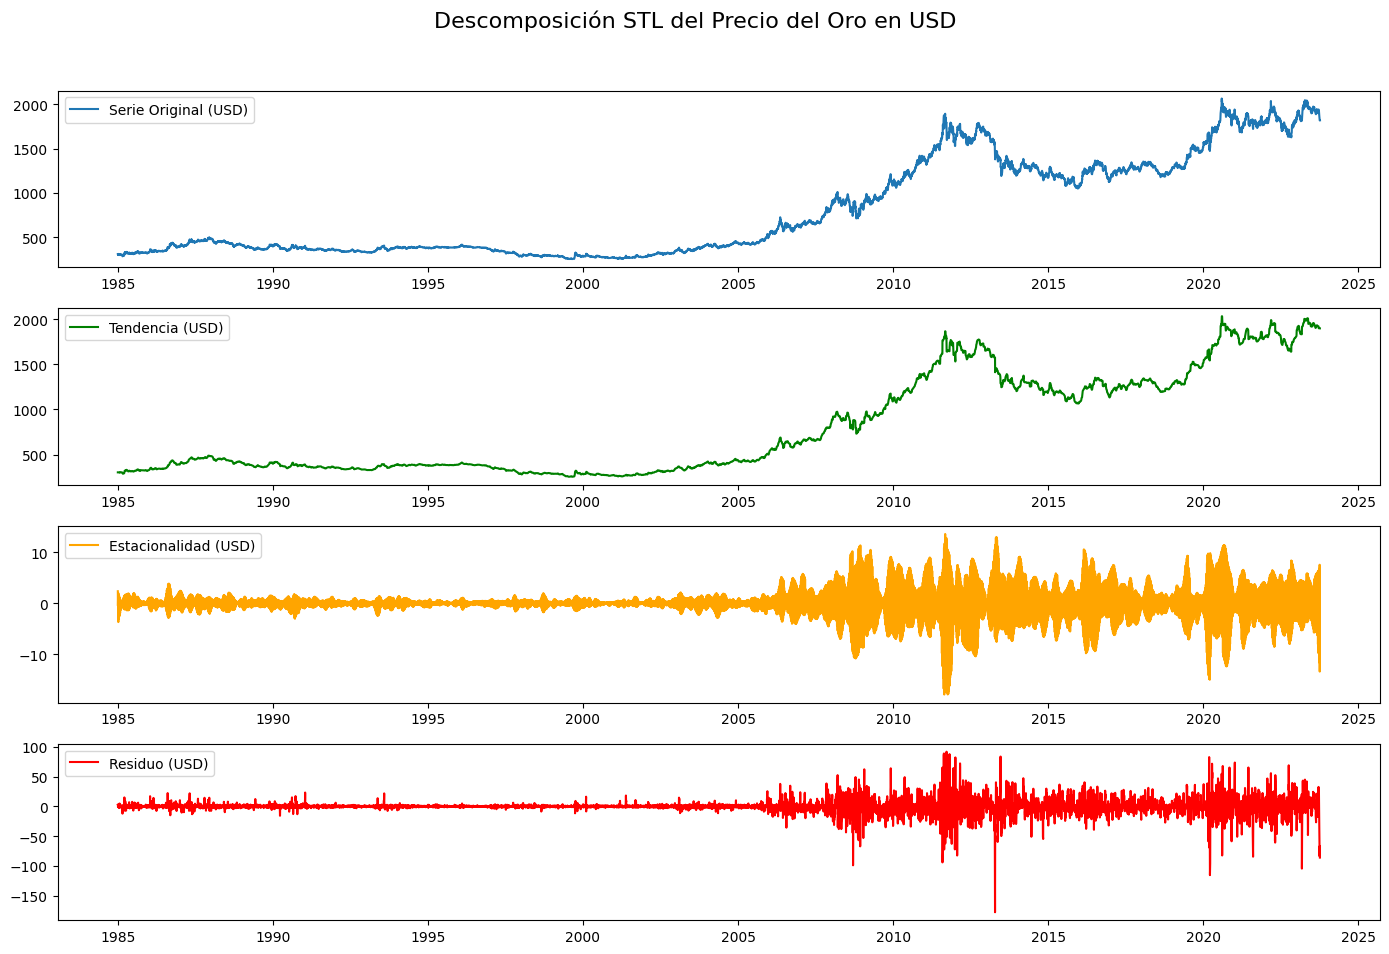 Descomposición STL del Precio del Oro en USD
Serie Original (USD)
2000
1500
1000
500
1985 1990 1995 2000 2005 2010 2015 2020 2025
Tendencia (USD)
2000
1500
1000
500
1985 1990 1995 2000 2005 2010 2015 2020 2025
Estacionalidad (USD)
10
0
−10
1985 1990 1995 2000 2005 2010 2015 2020 2025
Residuo (USD)
100
50
0
−50
−100
−150
1985 1990 1995 2000 2005 2010 2015 2020 2025